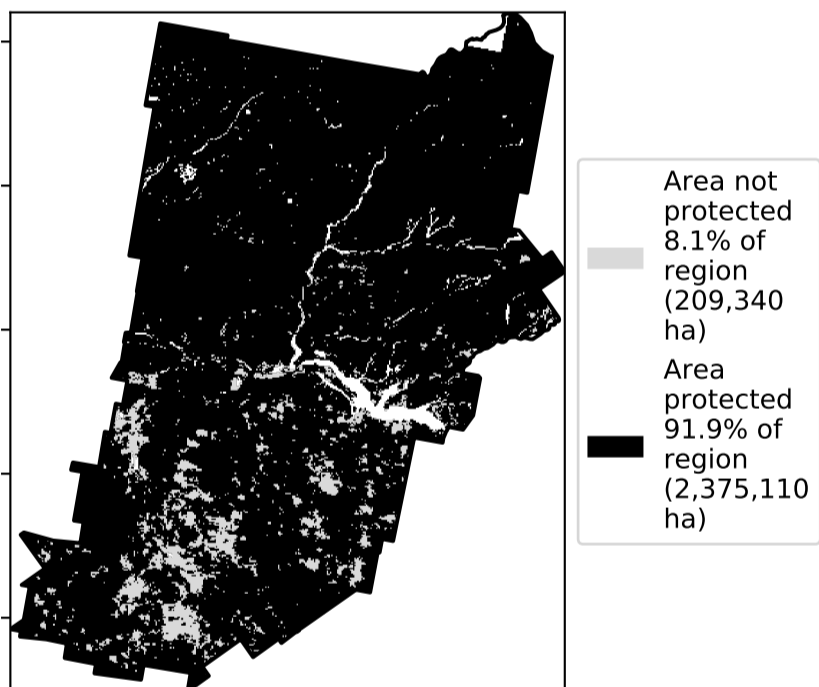 Area not
protected
8.1% of
region
(209,340
ha)
Area
protected
91.9% of
region
(2,375,110
ha)